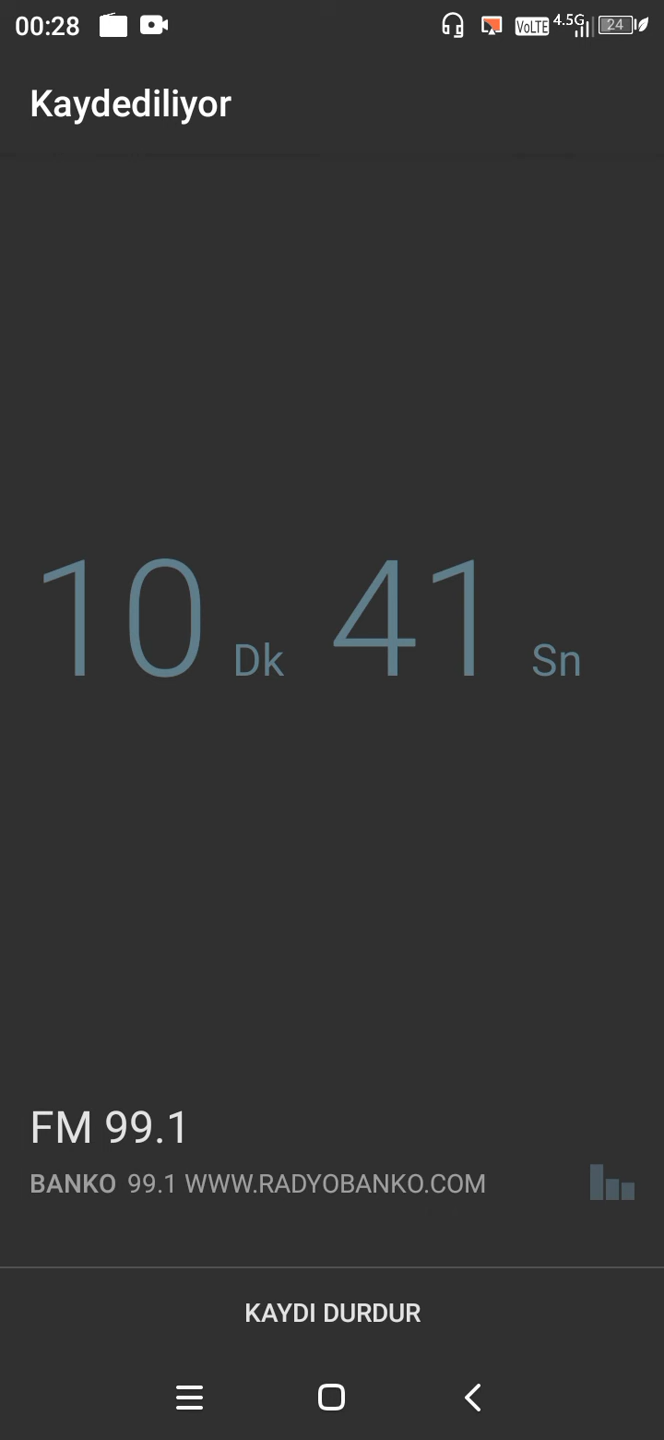 00:28 VoLTE 4.5G 24
Kaydediliyor
10 Dk 41 Sn
FM 99.1
BANKO 99.1 WWW.RADYOBANKO.COM
KAYDI DURDUR